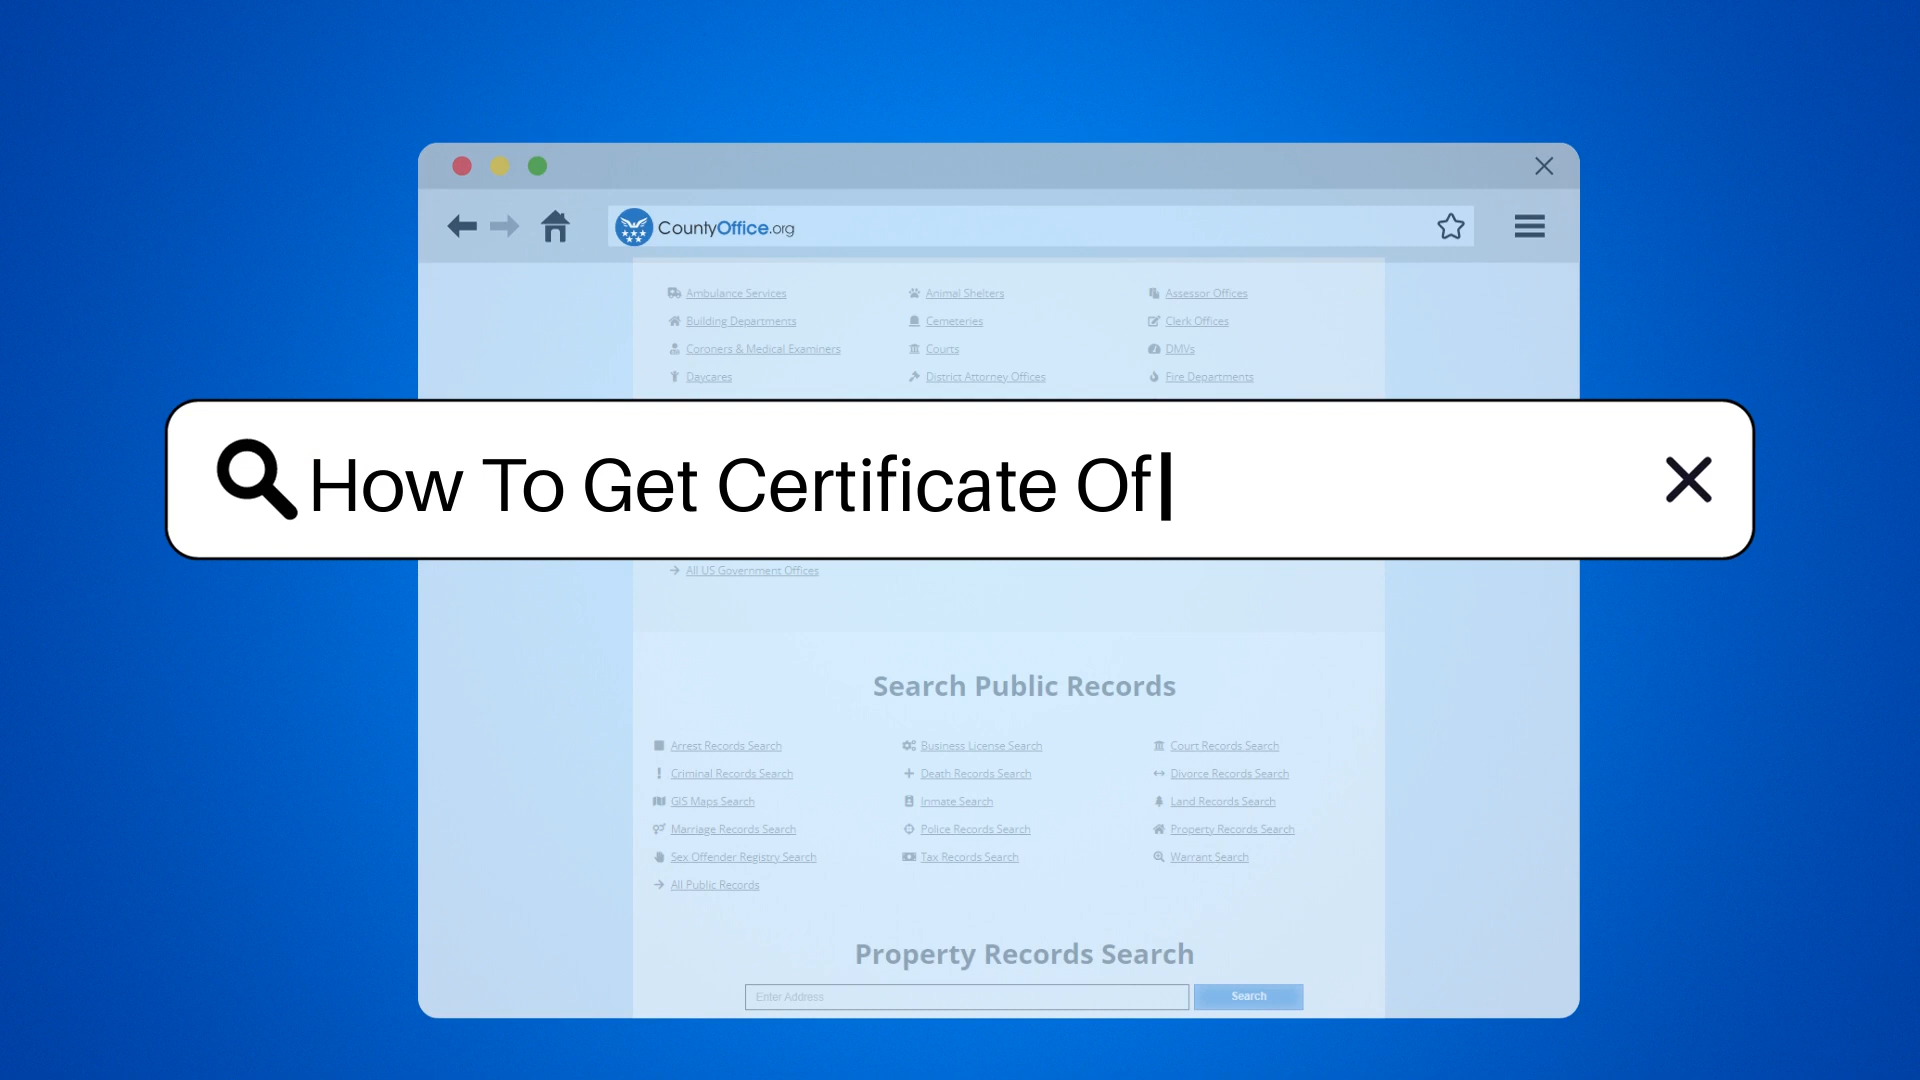 CountyOffice.org
Ambulance Services Animal Shelters Assessor Offices
Building Departments Cemeteries Clerk Offices
Coroners & Medical Examiners Courts DMVs
Daycares District Attorney Offices Fire Departments
How To Get Certificate Of
All US Government Offices
Search Public Records
Arrest Records Search Business License Search Court Records Search
Criminal Records Search Death Records Search Divorce Records Search
GIS Maps Search Inmate Search Land Records Search
Marriage Records Search Police Records Search Property Records Search
Sex Offender Registry Search Tax Records Search Warrant Search
All Public Records
Property Records Search
Enter Address Search